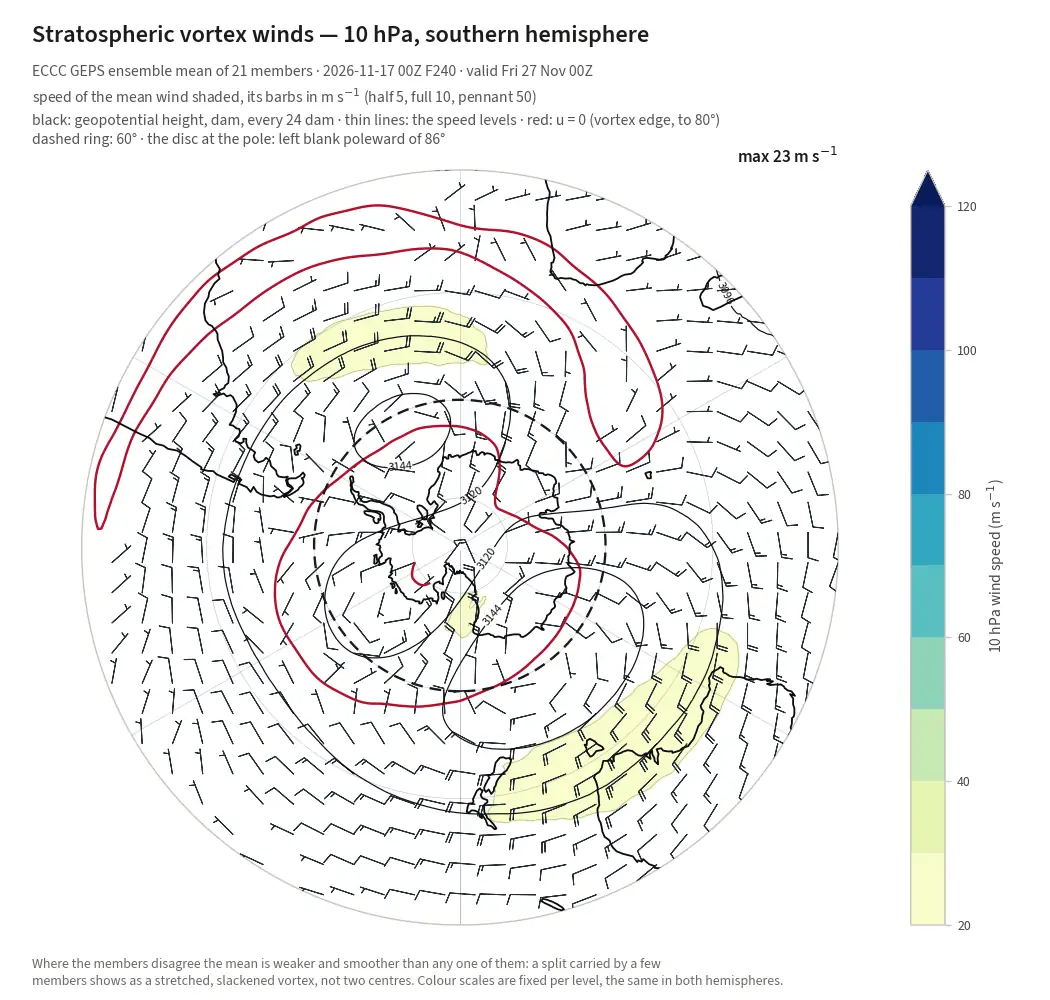 Stratospheric vortex winds — 10 hPa, southern hemisphere
ECCC GEPS ensemble mean of 21 members · 2026-11-17 00Z F240 · valid Fri 27 Nov 00Z
speed of the mean wind shaded, its barbs in m s⁻¹ (half 5, full 10, pennant 50)
black: geopotential height, dam, every 24 dam · thin lines: the speed levels · red: u = 0 (vortex edge, to 80°)
dashed ring: 60° · the disc at the pole: left blank poleward of 86°
max 23 m s⁻¹
120
100
80
60
40
20
10 hPa wind speed (m s⁻¹)
3096
3144
3120
3120
3144
Where the members disagree the mean is weaker and smoother than any one of them: a split carried by a few
members shows as a stretched, slackened vortex, not two centres. Colour scales are fixed per level, the same in both hemispheres.